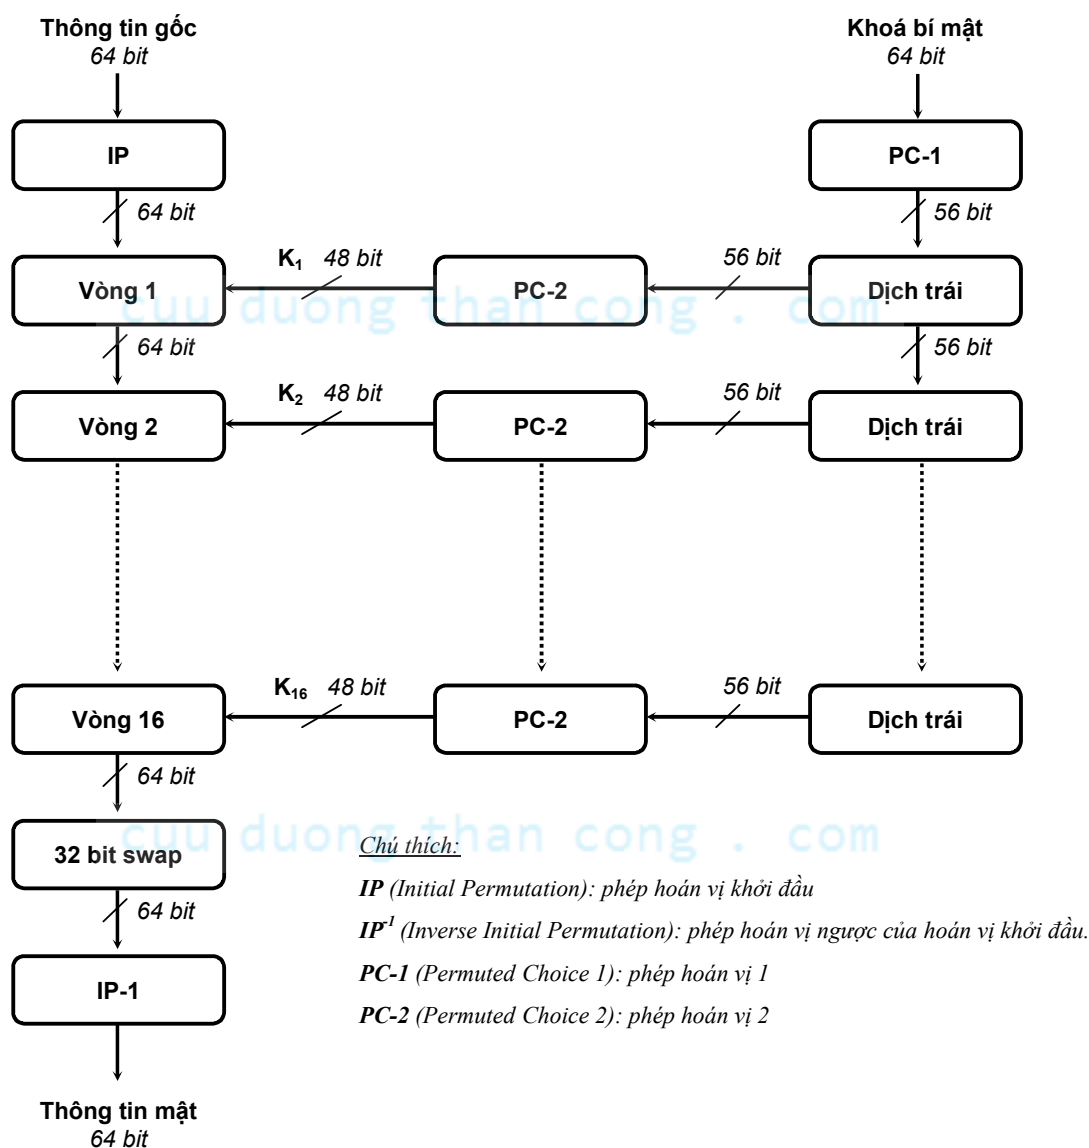 Thông tin gốc
64 bit
Khoá bí mật
64 bit
IP
PC-1
64 bit
56 bit
K1 48 bit
56 bit
Vòng 1
PC-2
Dịch trái
cuu duong than cong . com
64 bit
56 bit
K2 48 bit
56 bit
Vòng 2
PC-2
Dịch trái
K16 48 bit
56 bit
Vòng 16
PC-2
Dịch trái
64 bit
32 bit swap
cuu duong than cong . com
64 bit
IP-1
Thông tin mật
64 bit
Chú thích:
IP (Initial Permutation): phép hoán vị khởi đầu
IP-1 (Inverse Initial Permutation): phép hoán vị ngược của hoán vị khởi đầu.
PC-1 (Permuted Choice 1): phép hoán vị 1
PC-2 (Permuted Choice 2): phép hoán vị 2